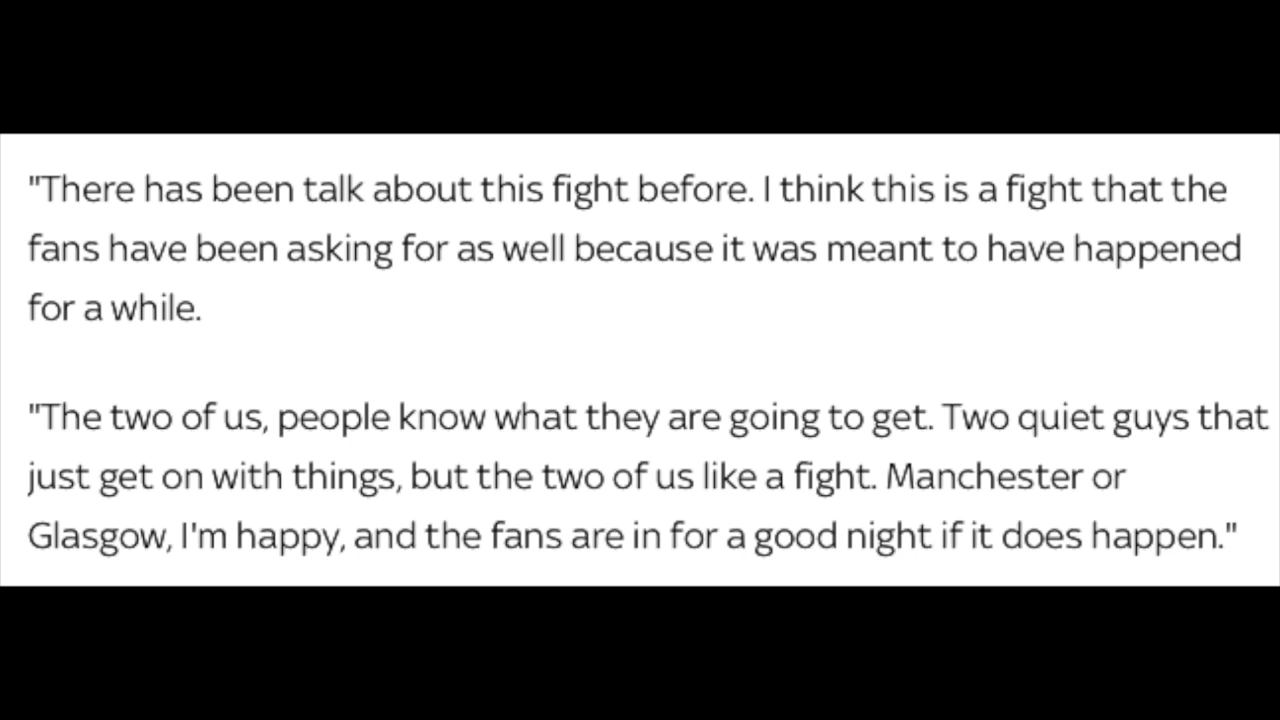 "There has been talk about this fight before. I think this is a fight that the
fans have been asking for as well because it was meant to have happened
for a while.
"The two of us, people know what they are going to get. Two quiet guys that
just get on with things, but the two of us like a fight. Manchester or
Glasgow, I'm happy, and the fans are in for a good night if it does happen."